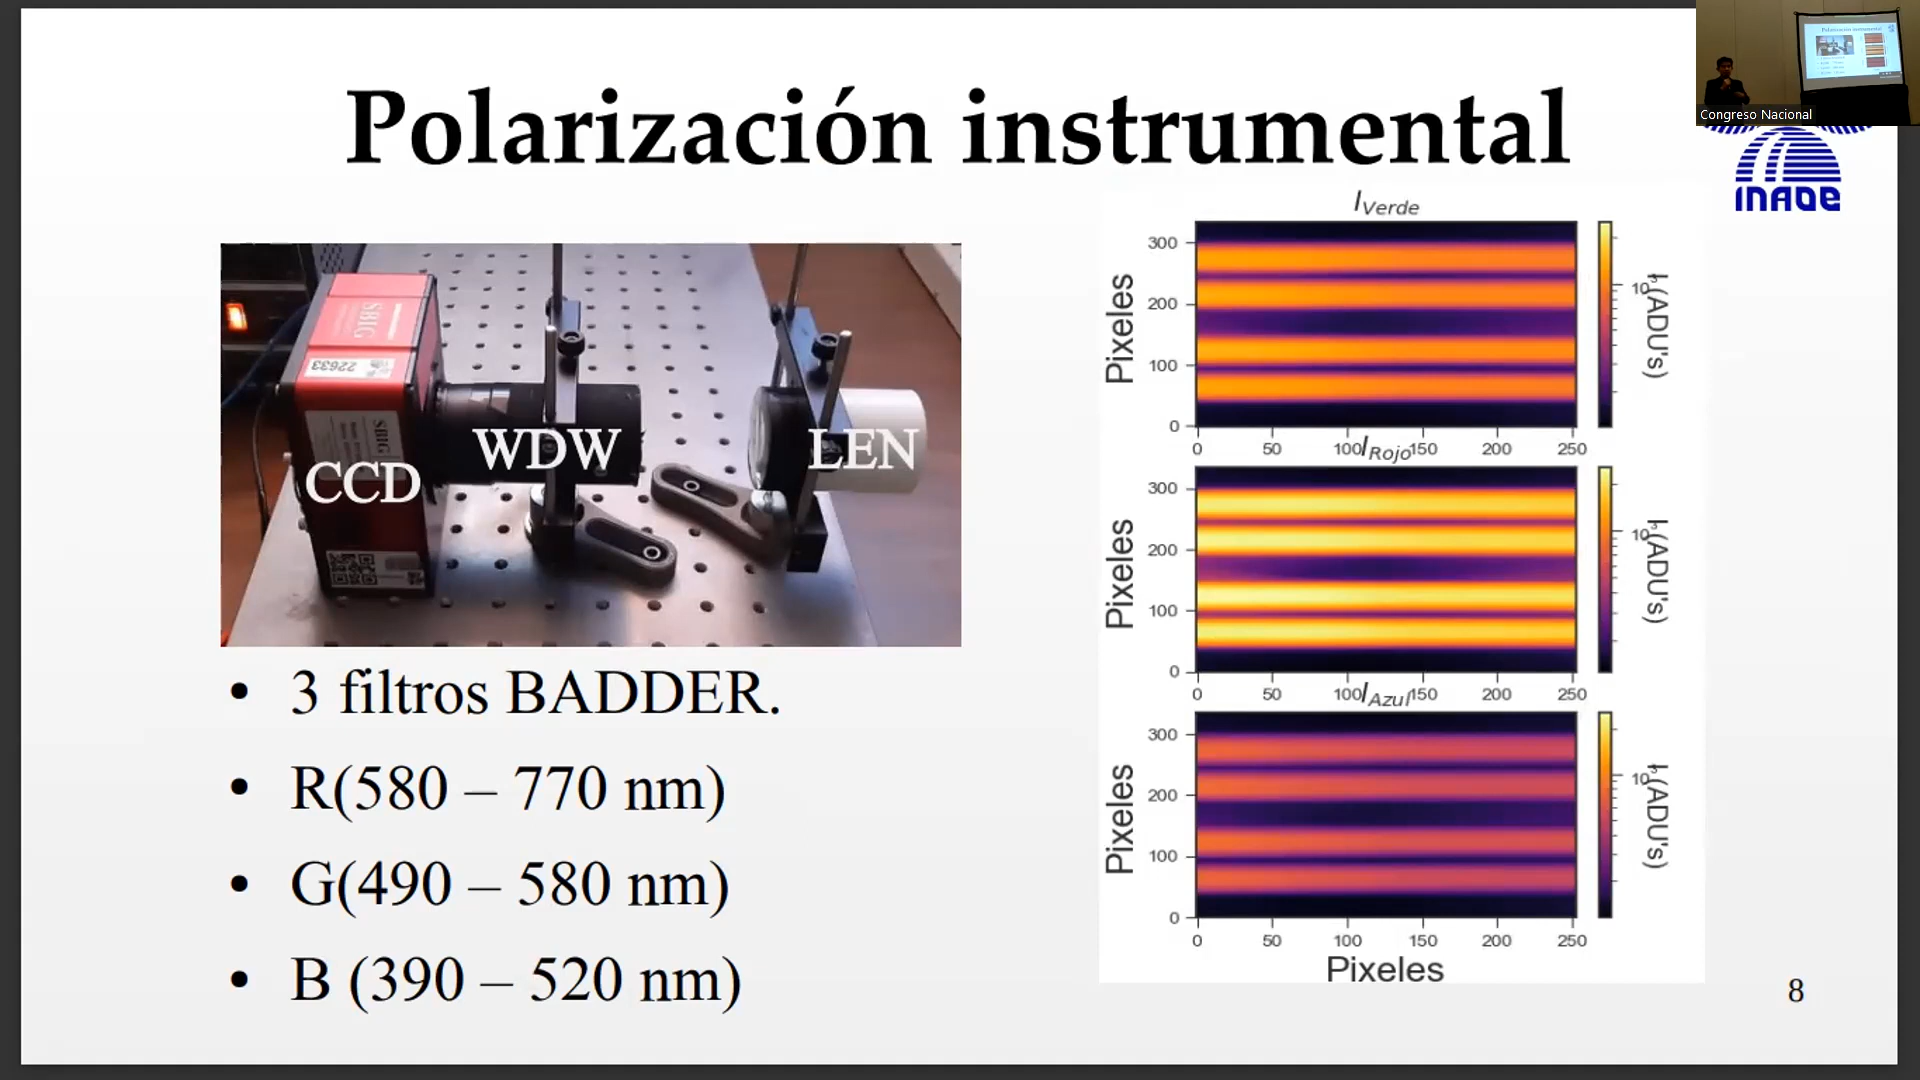 Congreso Nacional
Polarización instrumental
INAOE
SBIG
22633
SBIG
CCD
WDW
LEN
• 3 filtros BADDER.
• R(580 – 770 nm)
• G(490 – 580 nm)
• B (390 – 520 nm)
I_Verde
Pixeles
300
200
100
0
0 50 100 150 200 250
I (ADU's)
I_Rojo
Pixeles
300
200
100
0
0 50 100 150 200 250
I (ADU's)
I_Azul
Pixeles
300
200
100
0
0 50 100 150 200 250
I (ADU's)
Pixeles
8